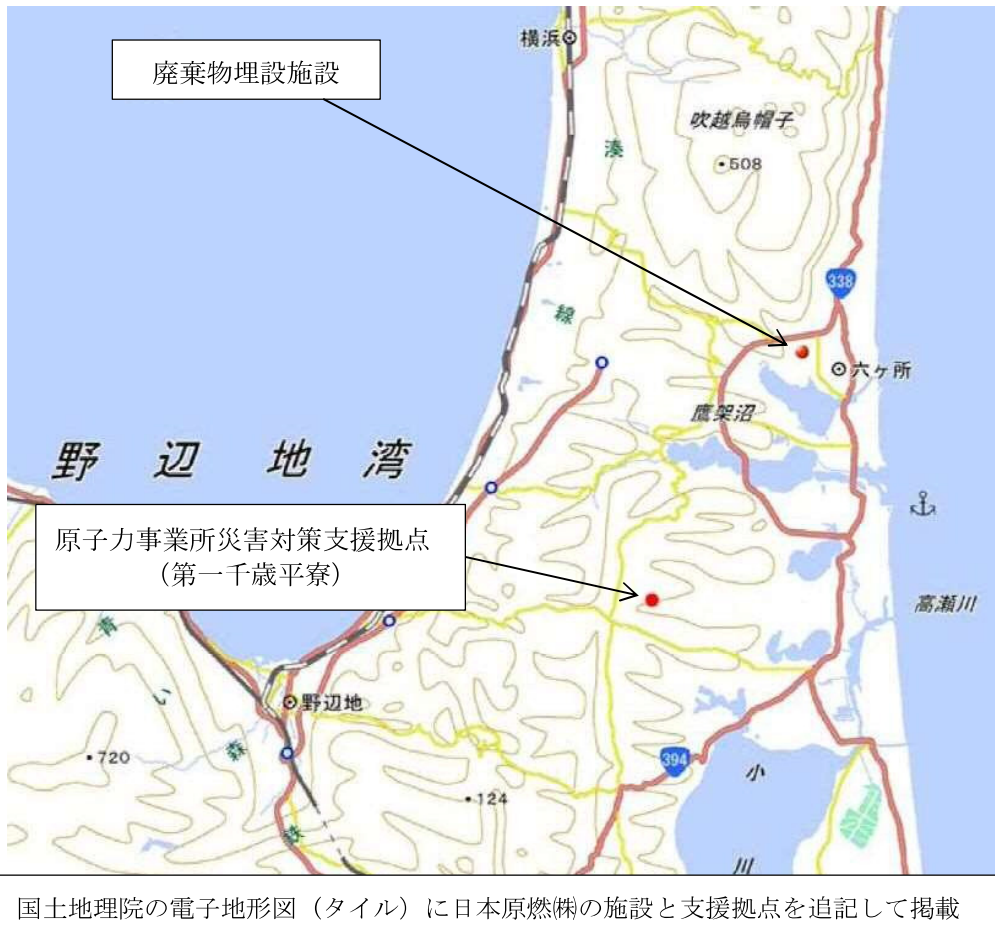 横浜
廃棄物埋設施設
吹越烏帽子
湊
508
338
線
六ヶ所
鷹架沼
野辺地湾
原子力事業所災害対策支援拠点
（第一千歳平寮）
高瀬川
青
い
森
鉄
野辺地
720
394
小
124
川
国土地理院の電子地形図（タイル）に日本原燃㈱の施設と支援拠点を追記して掲載